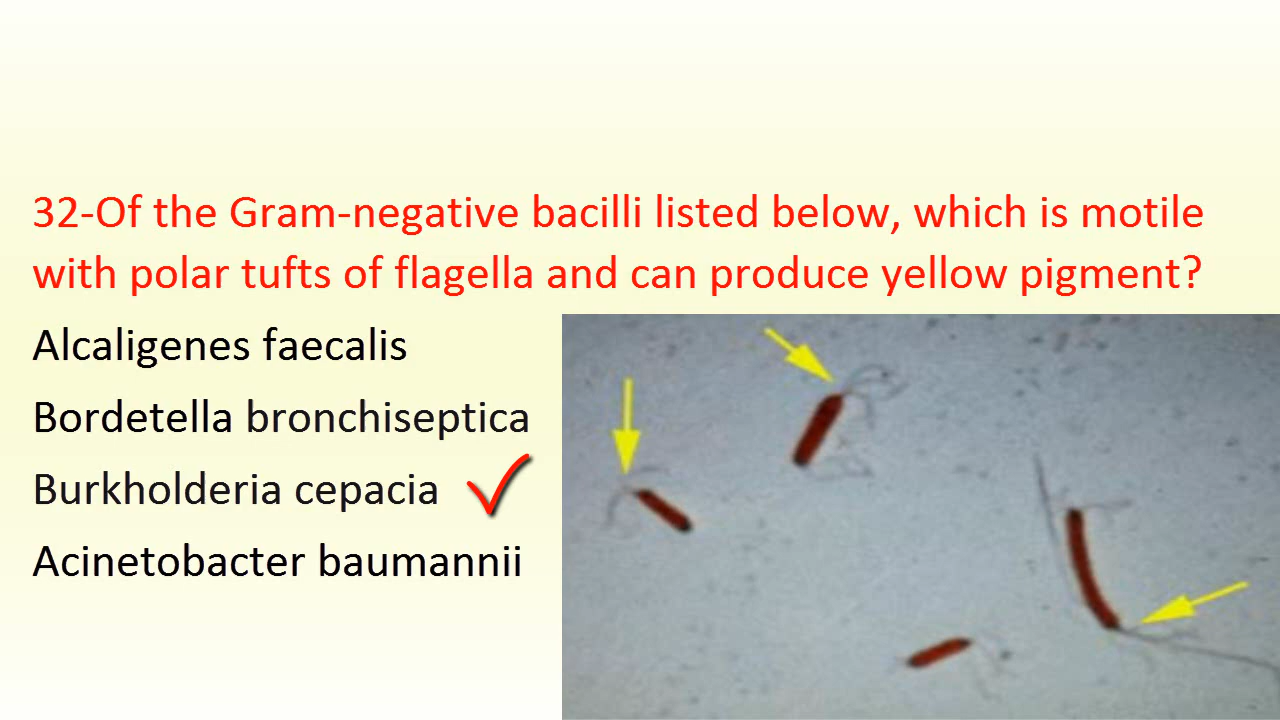 32-Of the Gram-negative bacilli listed below, which is motile
with polar tufts of flagella and can produce yellow pigment?
Alcaligenes faecalis
Bordetella bronchiseptica
Burkholderia cepacia
Acinetobacter baumannii